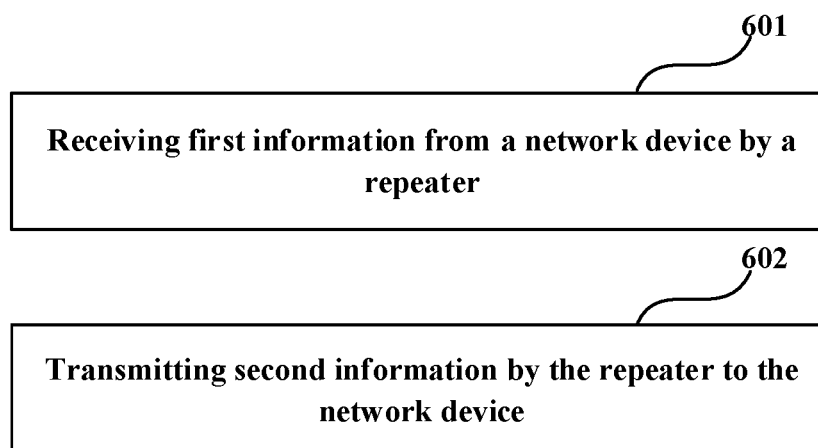 601
Receiving first information from a network device by a
repeater
602
Transmitting second information by the repeater to the
network device